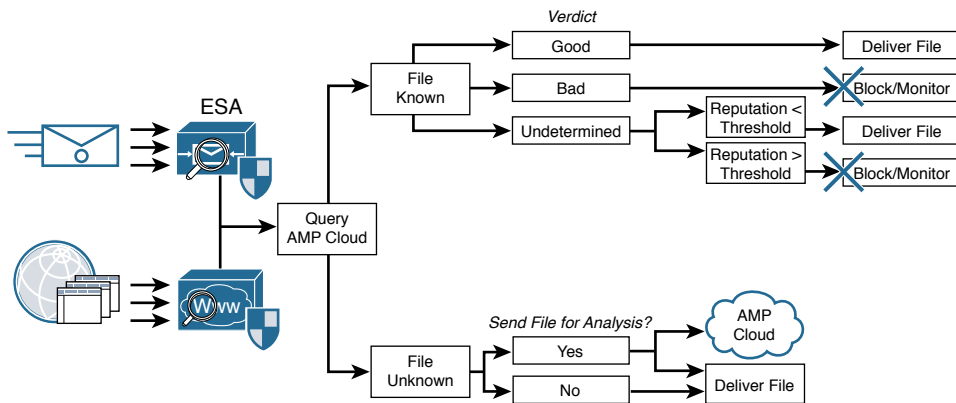 Verdict
Good
Deliver File
File
Known
Bad
Block/Monitor
ESA
Undetermined
Reputation <
Threshold
Deliver File
Reputation >
Threshold
Block/Monitor
Query
AMP Cloud
Www
Send File for Analysis?
AMP
Cloud
File
Unknown
Yes
No
Deliver File